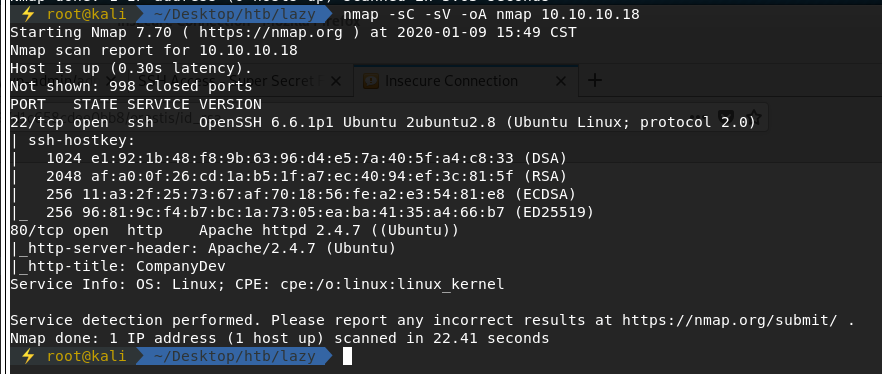 ⚡ root@kali ~/Desktop/htb/lazy nmap -sC -sV -oA nmap 10.10.10.18
Starting Nmap 7.70 ( https://nmap.org ) at 2020-01-09 15:49 CST
Nmap scan report for 10.10.10.18
Host is up (0.30s latency).
Insecure Connection
Not shown: 998 closed ports
PORT   STATE SERVICE VERSION
22/tcp open  ssh     OpenSSH 6.6.1p1 Ubuntu 2ubuntu2.8 (Ubuntu Linux; protocol 2.0)
| ssh-hostkey:
|   1024 e1:92:1b:48:f8:9b:63:96:d4:e5:7a:40:5f:a4:c8:33 (DSA)
|   2048 af:a0:0f:26:cd:1a:b5:1f:a7:ec:40:94:ef:3c:81:5f (RSA)
|   256 11:a3:2f:25:73:67:af:70:18:56:fe:a2:e3:54:81:e8 (ECDSA)
|_  256 96:81:9c:f4:b7:bc:1a:73:05:ea:ba:41:35:a4:66:b7 (ED25519)
80/tcp open  http    Apache httpd 2.4.7 ((Ubuntu))
|_http-server-header: Apache/2.4.7 (Ubuntu)
|_http-title: CompanyDev
Service Info: OS: Linux; CPE: cpe:/o:linux:linux_kernel
Service detection performed. Please report any incorrect results at https://nmap.org/submit/ .
Nmap done: 1 IP address (1 host up) scanned in 22.41 seconds
⚡ root@kali ~/Desktop/htb/lazy